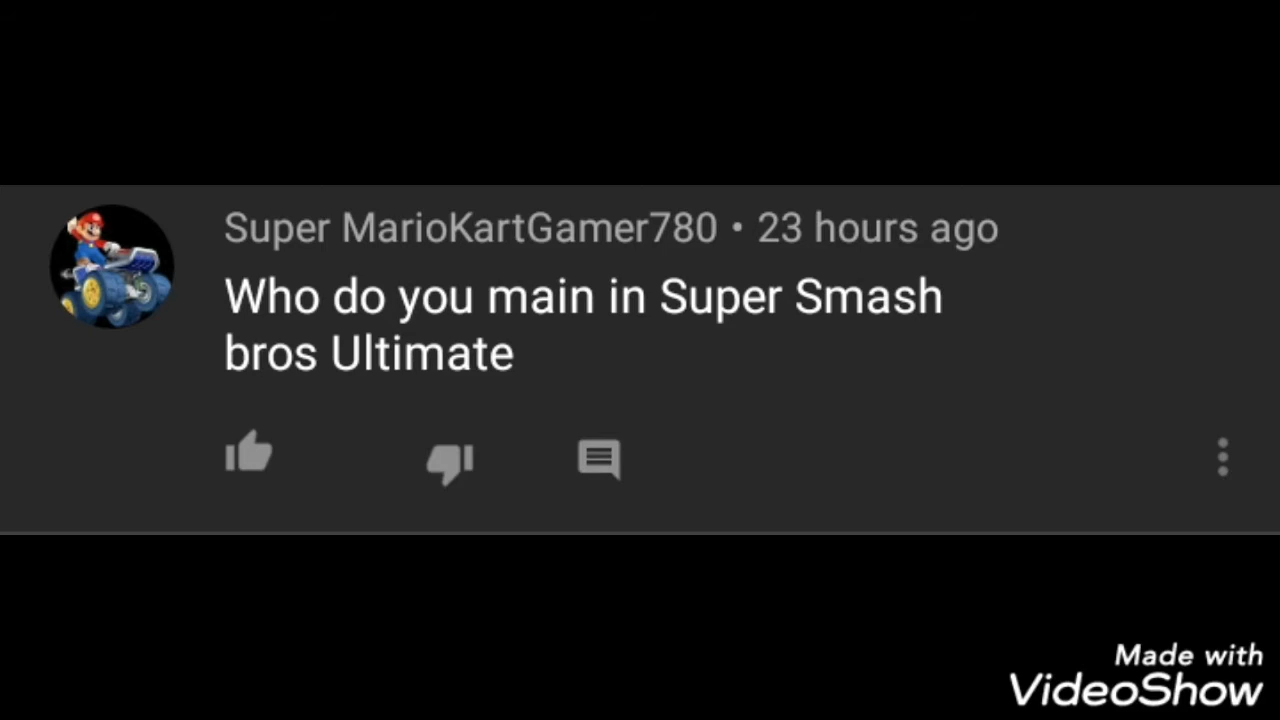 Super MarioKartGamer780 • 23 hours ago
Who do you main in Super Smash
bros Ultimate
Made with
VideoShow